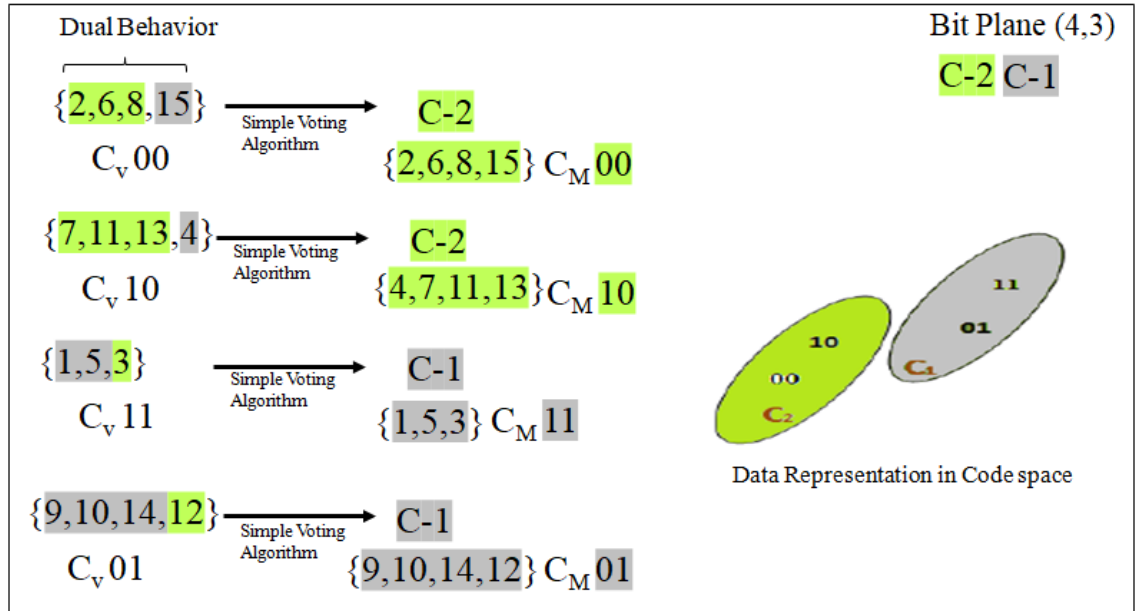 Dual Behavior
Bit Plane (4,3)
C-2 C-1
{2,6,8,15}
Simple Voting
Algorithm
C-2
{2,6,8,15} CM 00
Cv 00
{7,11,13,4}
Simple Voting
Algorithm
C-2
{4,7,11,13} CM 10
Cv 10
{1,5,3}
Simple Voting
Algorithm
C-1
{1,5,3} CM 11
Cv 11
{9,10,14,12}
Simple Voting
Algorithm
C-1
{9,10,14,12} CM 01
Cv 01
11
01
C1
10
00
C2
Data Representation in Code space